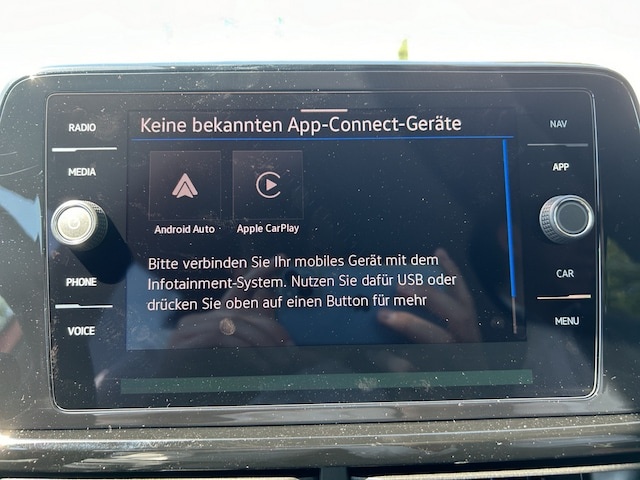 RADIO
MEDIA
PHONE
VOICE
Keine bekannten App-Connect-Geräte
Android Auto
Apple CarPlay
Bitte verbinden Sie Ihr mobiles Gerät mit dem
Infotainment-System. Nutzen Sie dafür USB oder
drücken Sie oben auf einen Button für mehr
NAV
APP
CAR
MENU